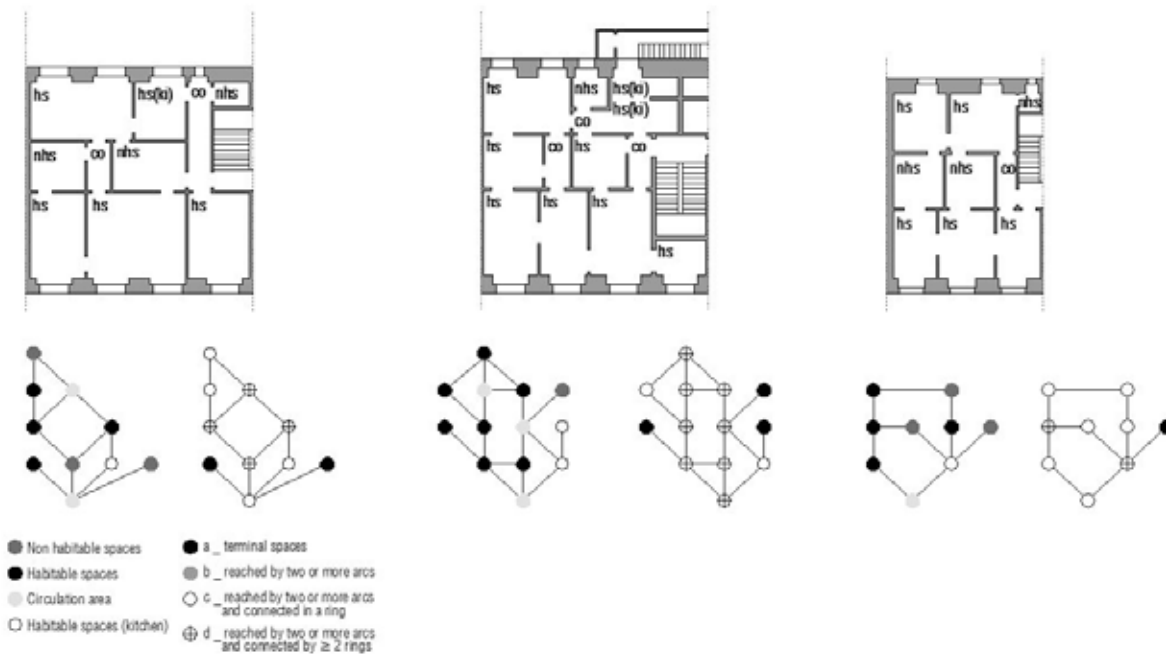 hs
hs(ki)
co
nhs
nhs
co
nhs
hs
hs
hs
hs
nhs
hs(ki)
hs(ki)
co
hs
co
hs
co
hs
hs
hs
hs
hs
hs
nhs
nhs
nhs
co
hs
hs
hs
Non habitable spaces
Habitable spaces
Circulation area
Habitable spaces (kitchen)
a _ terminal spaces
b _ reached by two or more arcs
c _ reached by two or more arcs
and connected in a ring
d _ reached by two or more arcs
and connected by ≥ 2 rings